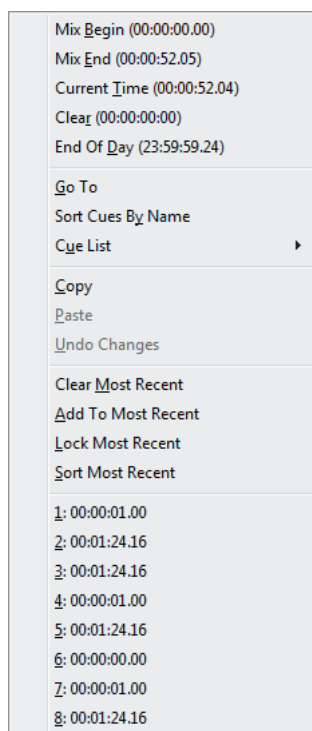 Mix Begin (00:00:00.00)
Mix End (00:00:52.05)
Current Time (00:00:52.04)
Clear (00:00:00:00)
End Of Day (23:59:59.24)
Go To
Sort Cues By Name
Cue List
Copy
Paste
Undo Changes
Clear Most Recent
Add To Most Recent
Lock Most Recent
Sort Most Recent
1: 00:00:01.00
2: 00:01:24.16
3: 00:01:24.16
4: 00:00:01.00
5: 00:01:24.16
6: 00:00:00.00
7: 00:00:01.00
8: 00:01:24.16